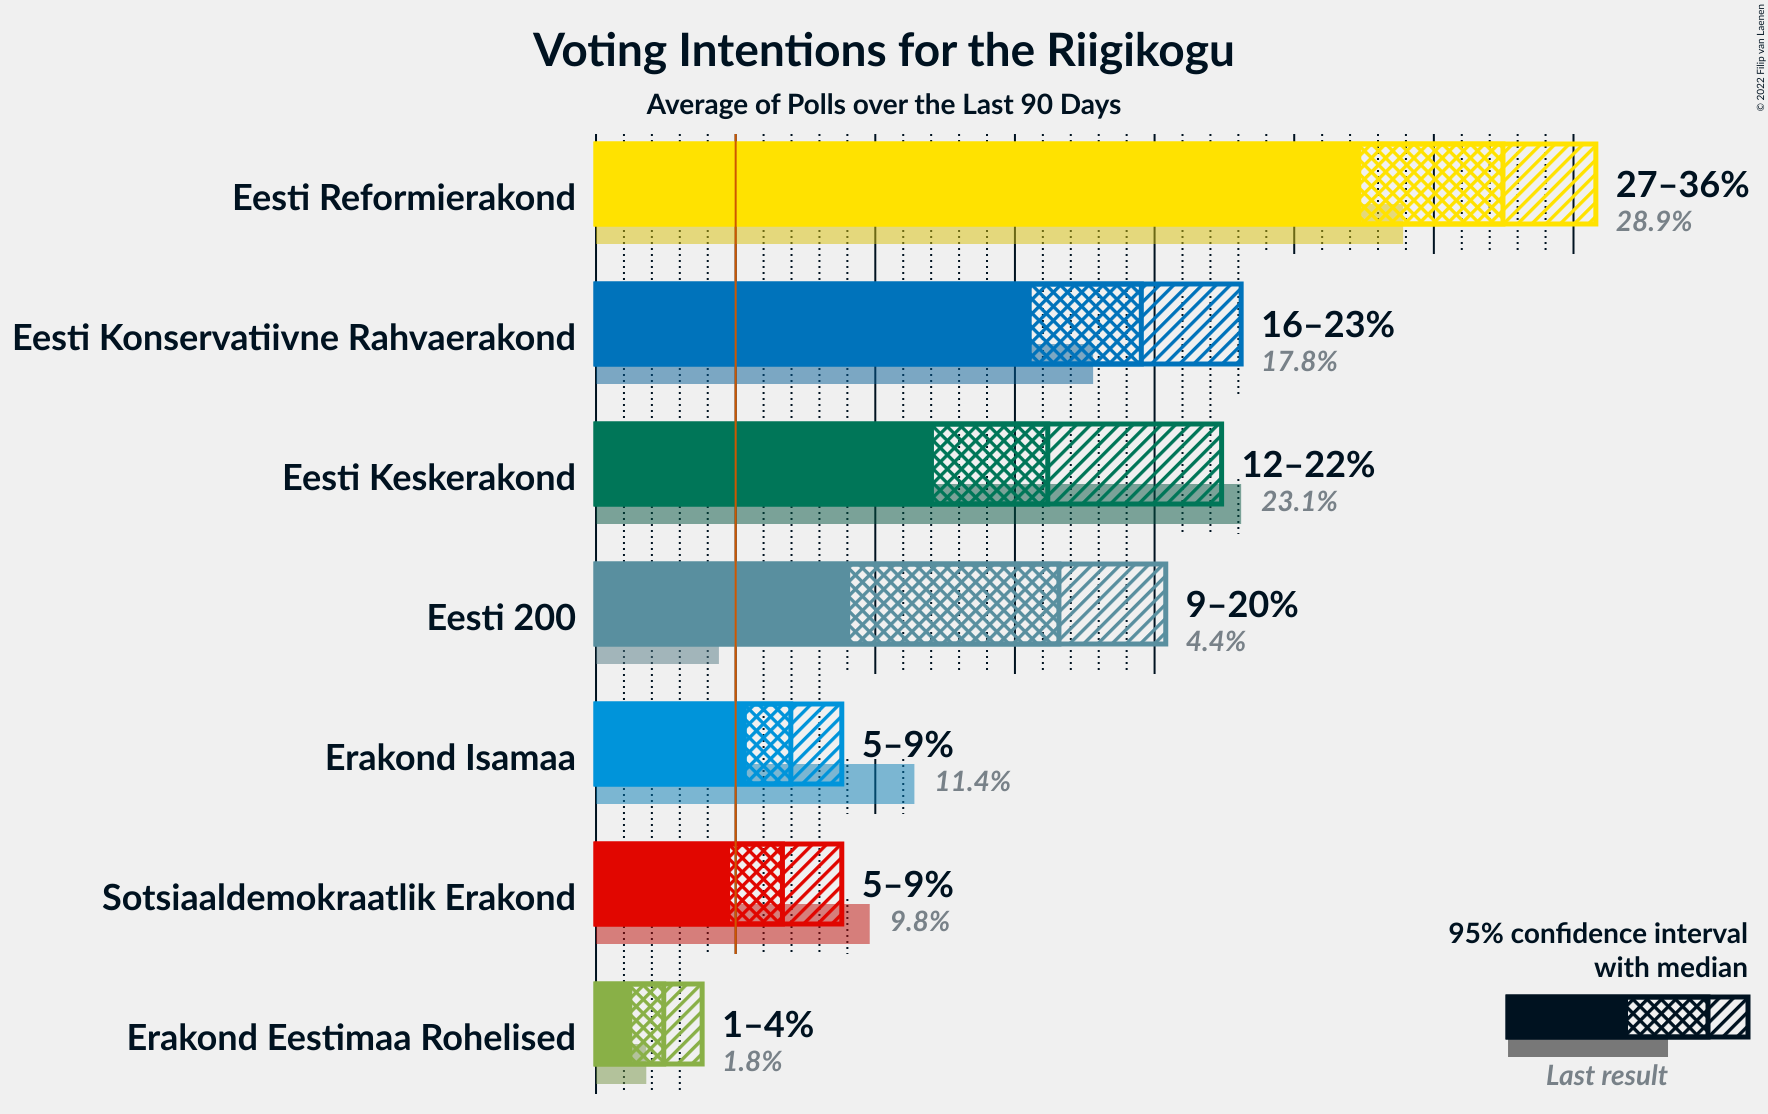 Voting Intentions for the Riigikogu
Average of Polls over the Last 90 Days
© 2022 Filip van Laenen
Eesti Reformierakond
27–36%
28.9%
Eesti Konservatiivne Rahvaerakond
16–23%
17.8%
Eesti Keskerakond
12–22%
23.1%
Eesti 200
9–20%
4.4%
Erakond Isamaa
5–9%
11.4%
Sotsiaaldemokraatlik Erakond
5–9%
9.8%
Erakond Eestimaa Rohelised
1–4%
1.8%
95% confidence interval
with median
Last result